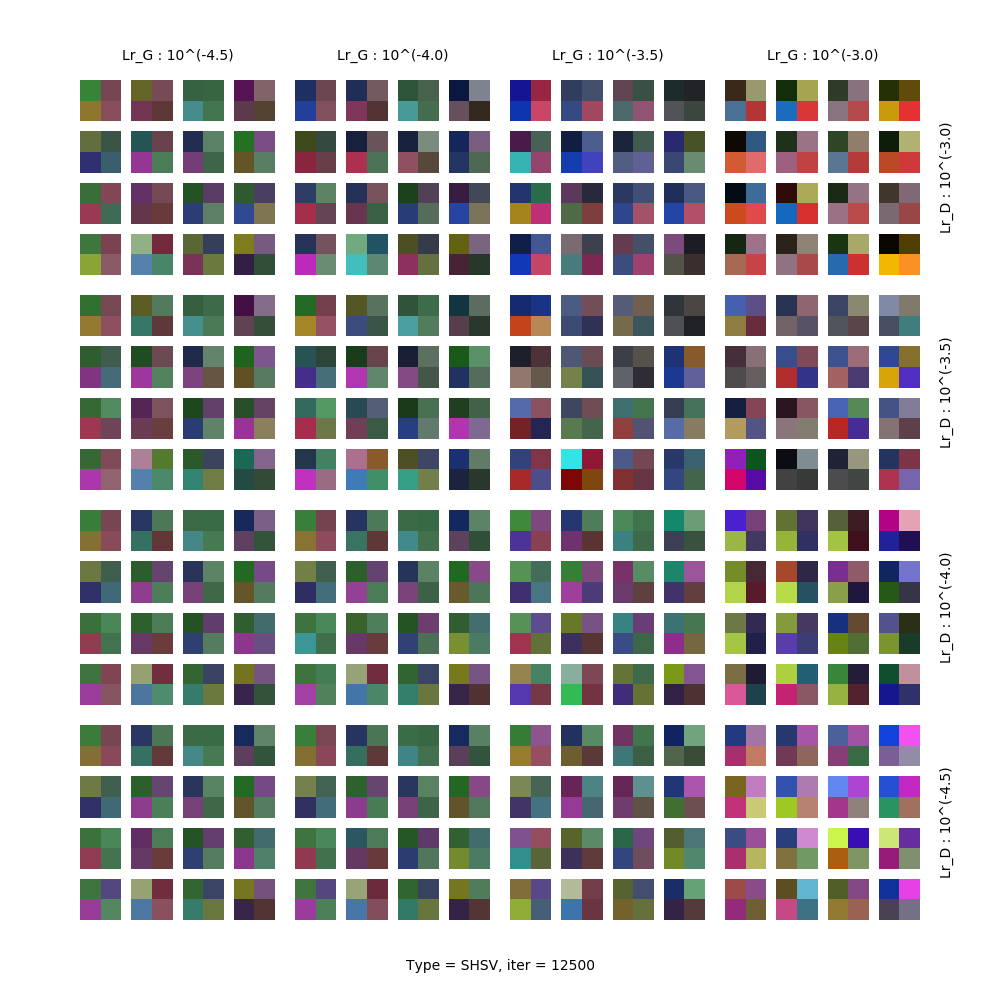 Lr_G : 10^(-4.5)
Lr_G : 10^(-4.0)
Lr_G : 10^(-3.5)
Lr_G : 10^(-3.0)
Lr_D : 10^(-3.0)
Lr_D : 10^(-3.5)
Lr_D : 10^(-4.0)
Lr_D : 10^(-4.5)
Type = SHSV, iter = 12500